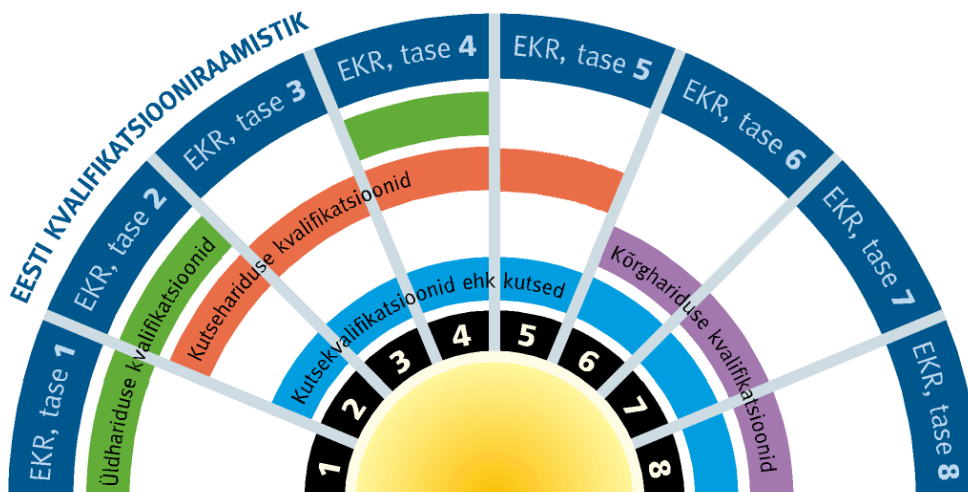 EESTI KVALIFIKATSIOONIRAAMISTIK
EKR, tase 1
EKR, tase 2
EKR, tase 3
EKR, tase 4
EKR, tase 5
EKR, tase 6
EKR, tase 7
EKR, tase 8
Üldhariduse kvalifikatsioonid
Kutsehariduse kvalifikatsioonid
Kutsekvalifikatsioonid ehk kutsed
Kõrghariduse kvalifikatsioonid
1
2
3
4
5
6
7
8